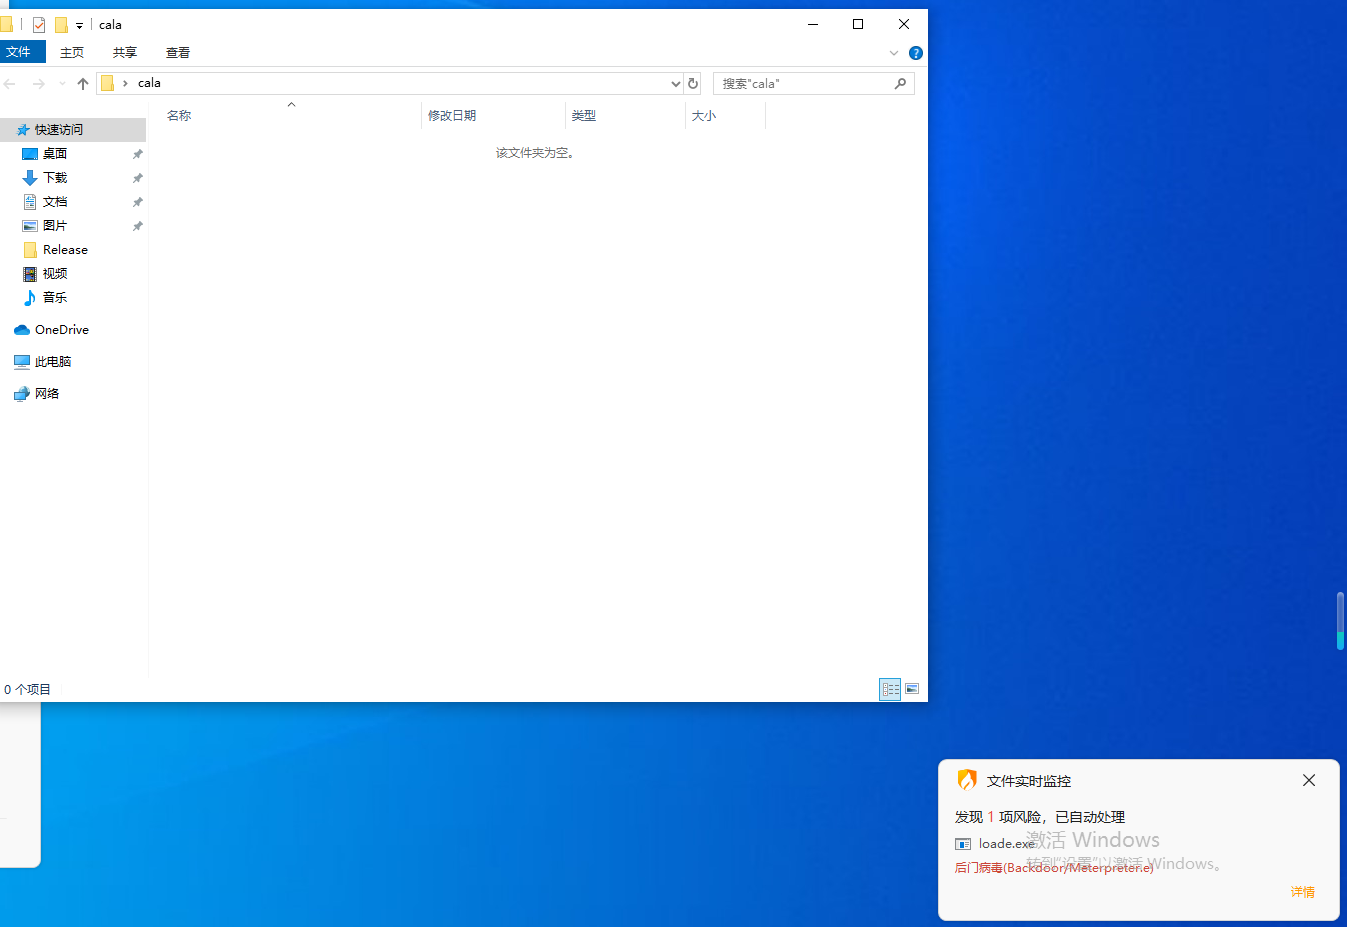 cala
文件 主页 共享 查看
cala 搜索"cala"
名称 修改日期 类型 大小
该文件夹为空。
快速访问
桌面
下载
文档
图片
Release
视频
音乐
OneDrive
此电脑
网络
0 个项目
文件实时监控
发现 1 项风险，已自动处理
loade.exe
后门病毒(Backdoor/Meterpreter.e)
详情
激活 Windows
转到"设置"以激活 Windows。